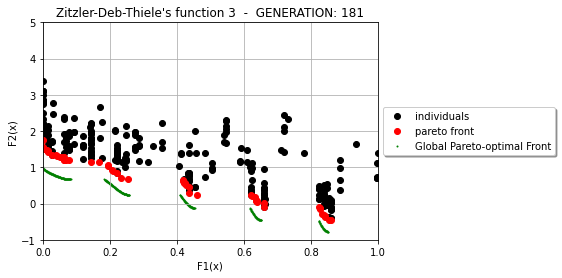 Zitzler-Deb-Thiele's function 3 - GENERATION: 181
5
4
3
2
1
0
−1
F2(x)
0.0 0.2 0.4 0.6 0.8 1.0
F1(x)
individuals
pareto front
Global Pareto-optimal Front